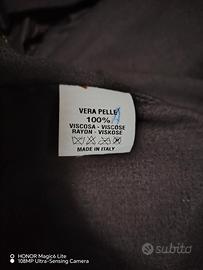 VERA PELLE
100%
VISCOSA - VISCOSE
RAYON - VISKOSE
MADE IN ITALY
HONOR Magic6 Lite
108MP Ultra-Sensing Camera
subito